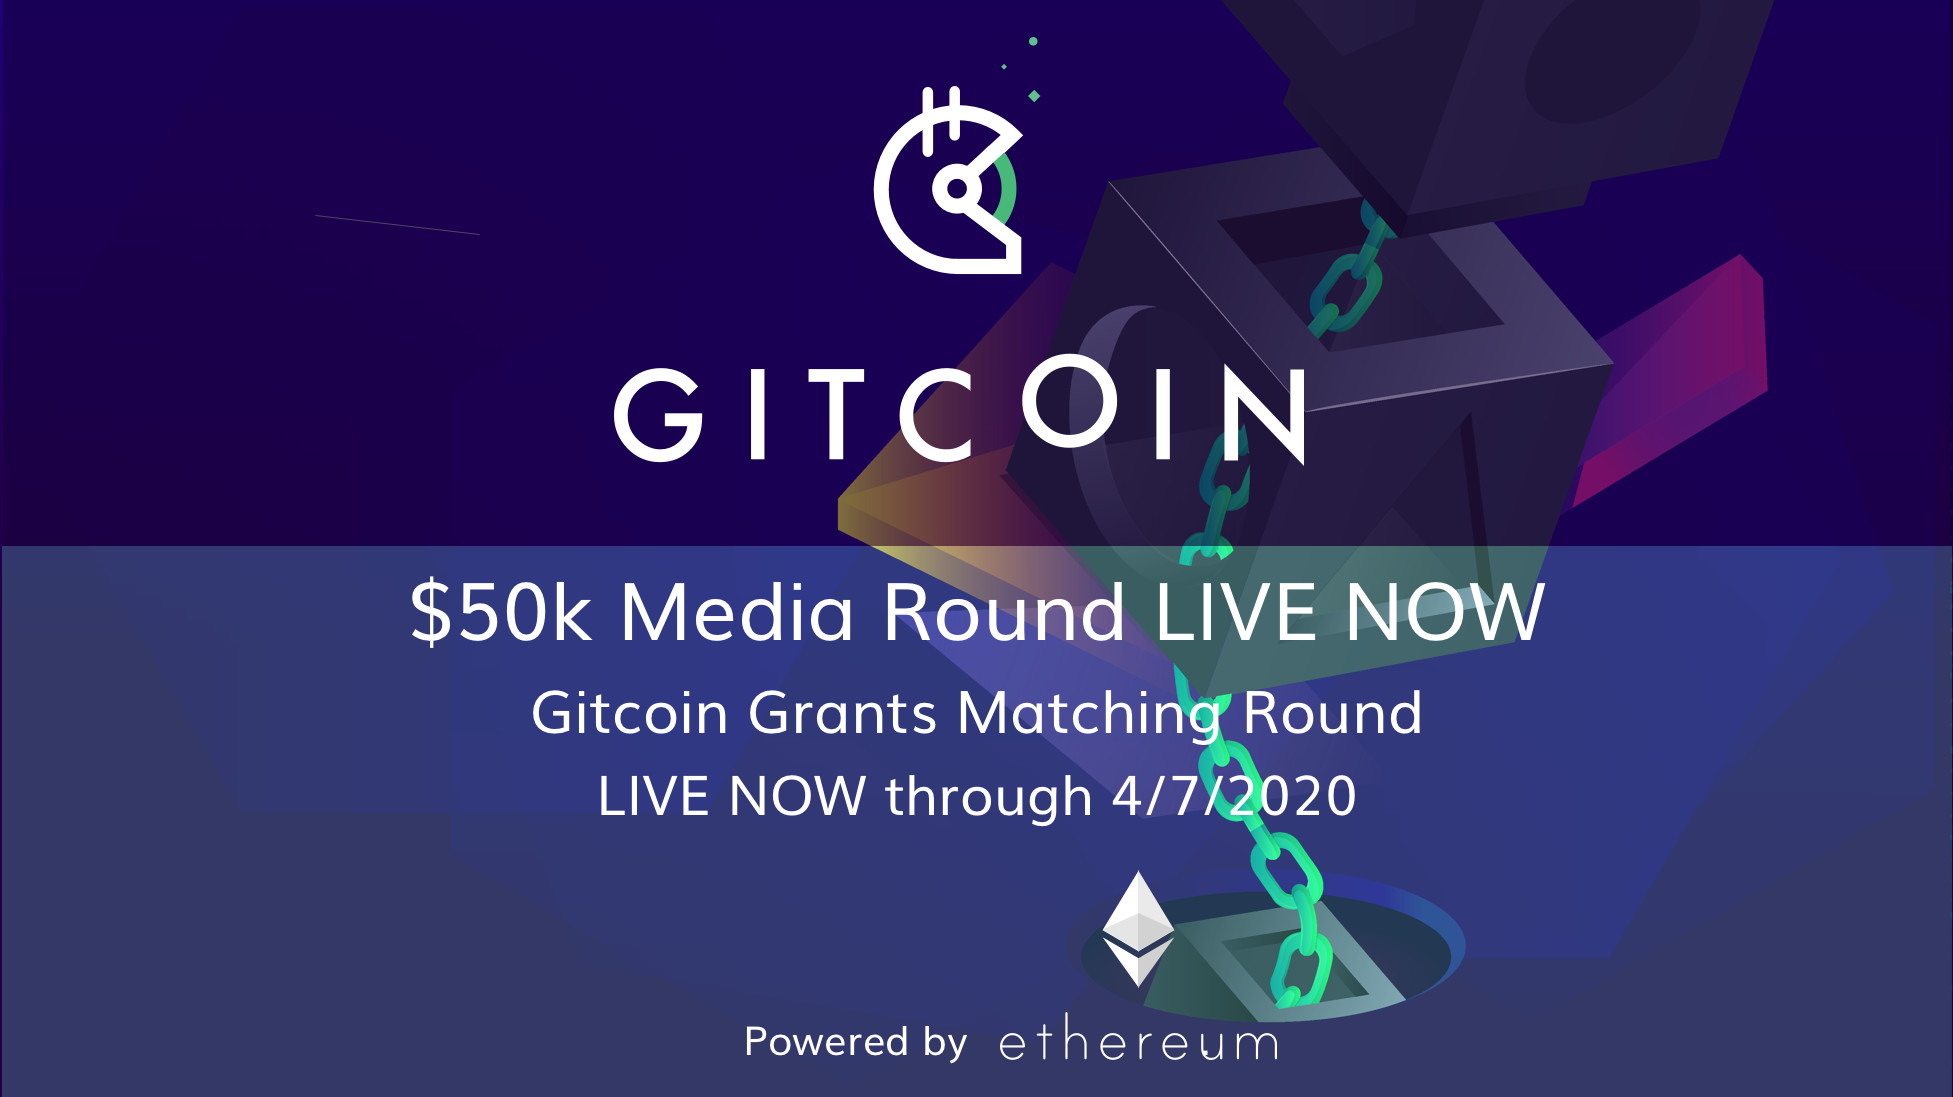 GITCOIN
$50k Media Round LIVE NOW
Gitcoin Grants Matching Round
LIVE NOW through 4/7/2020
Powered by ethereum